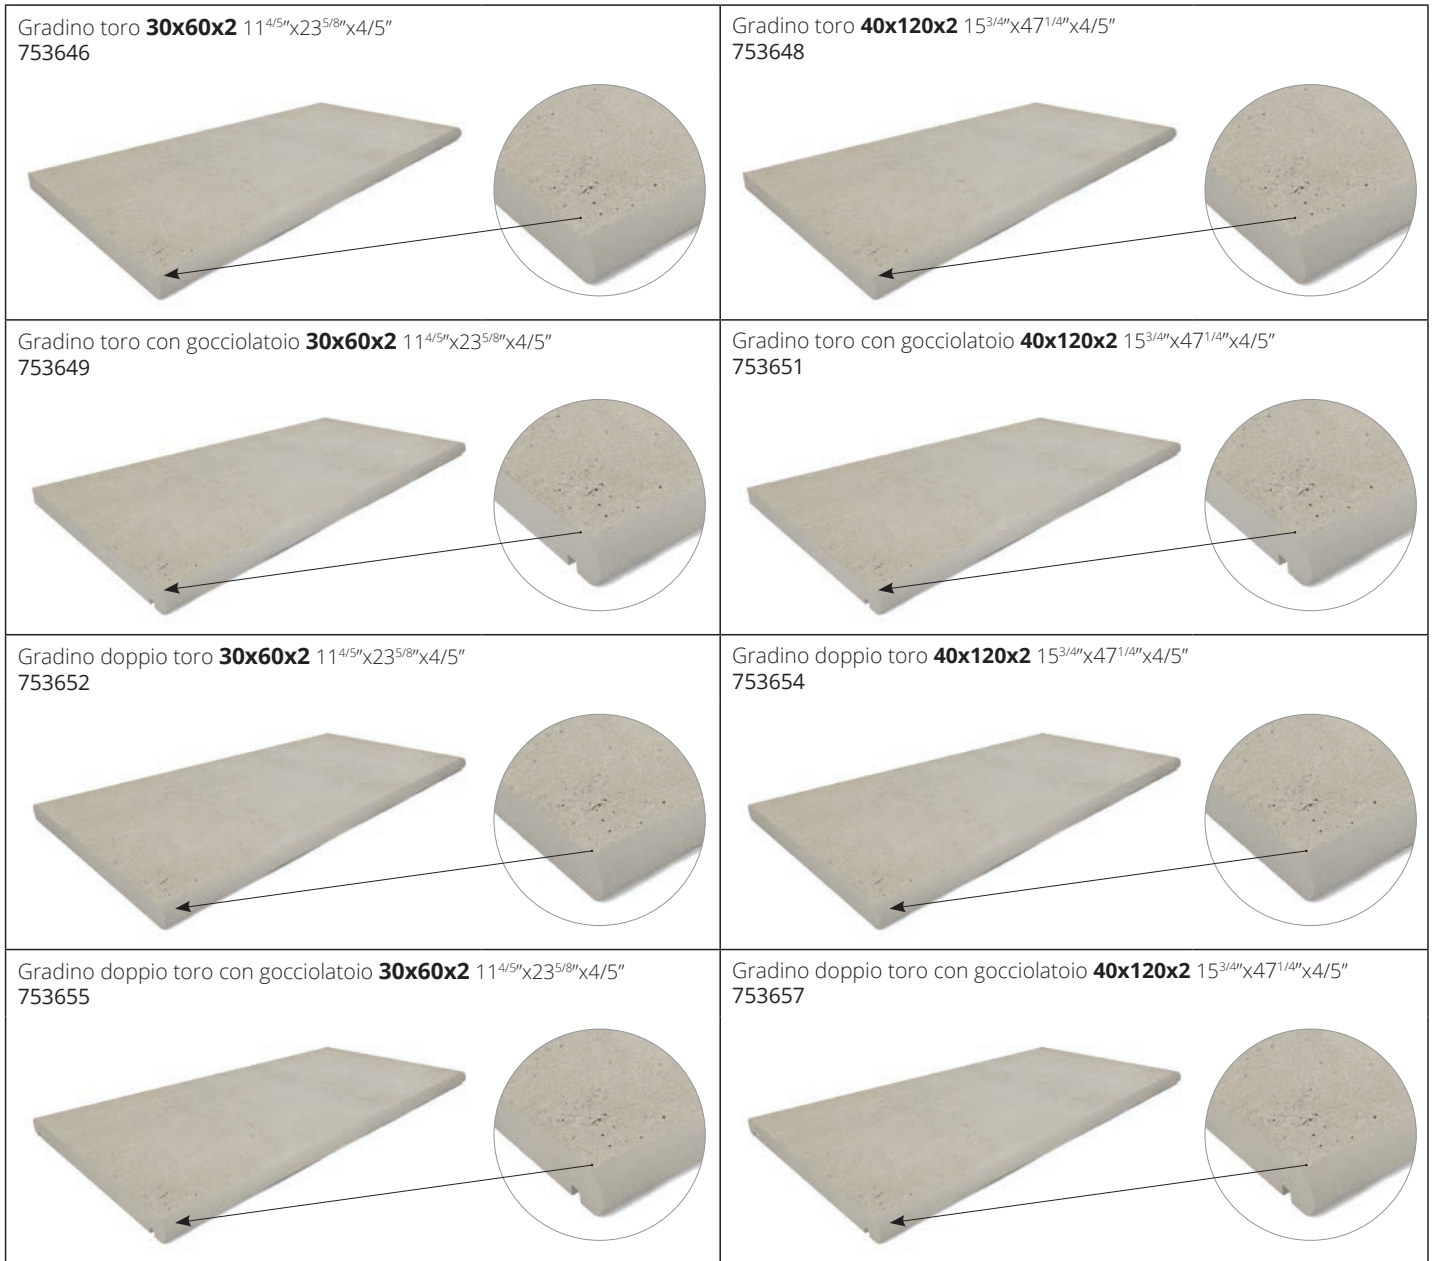 Gradino toro 30x60x2 11 4/5"x23 5/8"x4/5"
753646
Gradino toro 40x120x2 15 3/4"x47 1/4"x4/5"
753648
Gradino toro con gocciolatoio 30x60x2 11 4/5"x23 5/8"x4/5"
753649
Gradino toro con gocciolatoio 40x120x2 15 3/4"x47 1/4"x4/5"
753651
Gradino doppio toro 30x60x2 11 4/5"x23 5/8"x4/5"
753652
Gradino doppio toro 40x120x2 15 3/4"x47 1/4"x4/5"
753654
Gradino doppio toro con gocciolatoio 30x60x2 11 4/5"x23 5/8"x4/5"
753655
Gradino doppio toro con gocciolatoio 40x120x2 15 3/4"x47 1/4"x4/5"
753657